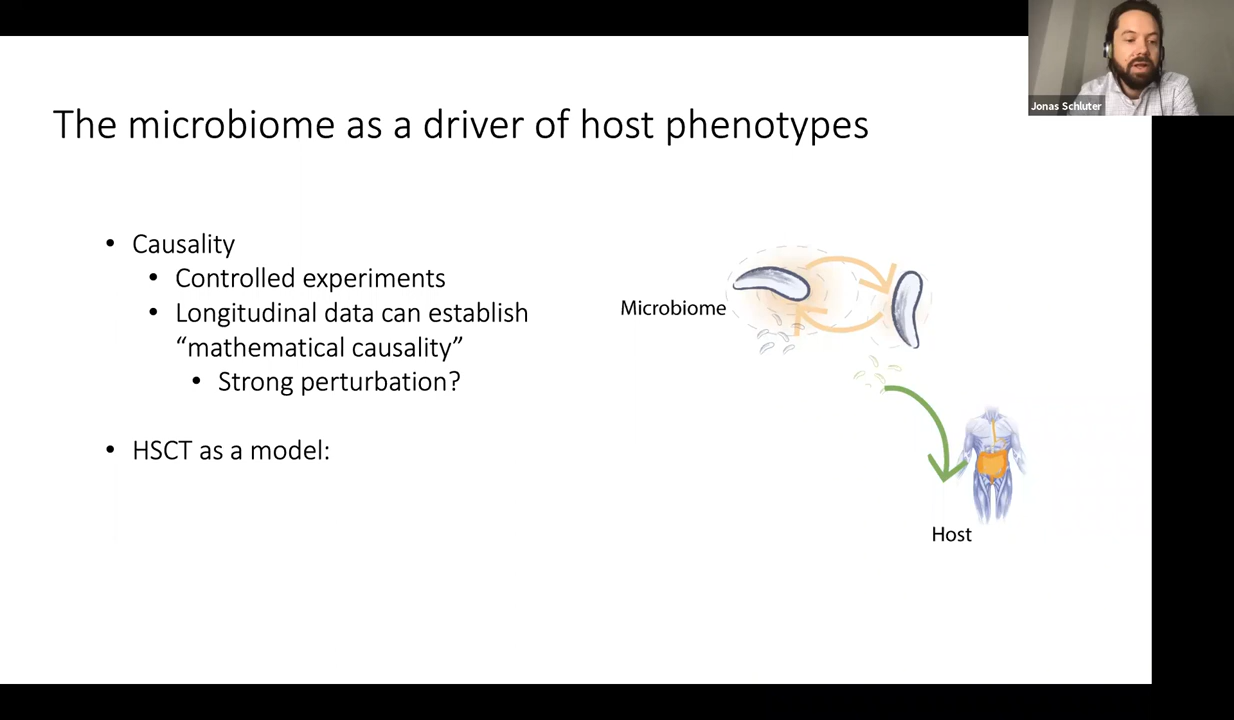 Jonas Schluter
The microbiome as a driver of host phenotypes
• Causality
• Controlled experiments
• Longitudinal data can establish
“mathematical causality”
• Strong perturbation?
• HSCT as a model:
Microbiome
Host